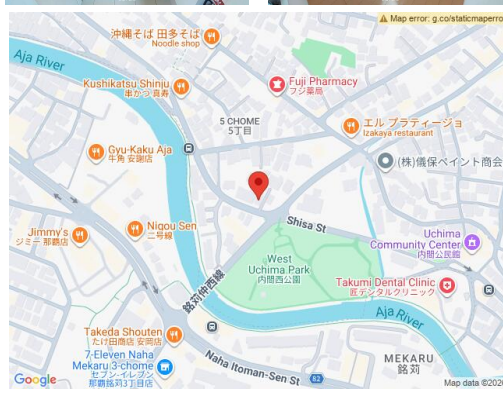 Map error: g.co/staticmaperro
沖縄そば 田多そば
Noodle shop
Aja River
Kushikatsu Shinju
串かつ 真寿
Fuji Pharmacy
フジ薬局
5 CHOME
5丁目
エル プラティージョ
Izakaya restaurant
Gyu-Kaku Aja
牛角 安謝店
(株)儀保ペイント商会
Jimmy's
ジミー 那覇店
Nigou Sen
二号線
Shisa St
Uchima
Community Center
内間公民館
West
Uchima Park
内間西公園
銘苅仲西線
Takumi Dental Clinic
匠デンタルクリニック
Aja River
Takeda Shouten
たけ田商店 安岡店
7-Eleven Naha
Mekaru 3-chome
セブン-イレブン
那覇銘苅3丁目店
Naha Itoman-Sen St
82
MEKARU
銘苅
Google
Map data ©2026